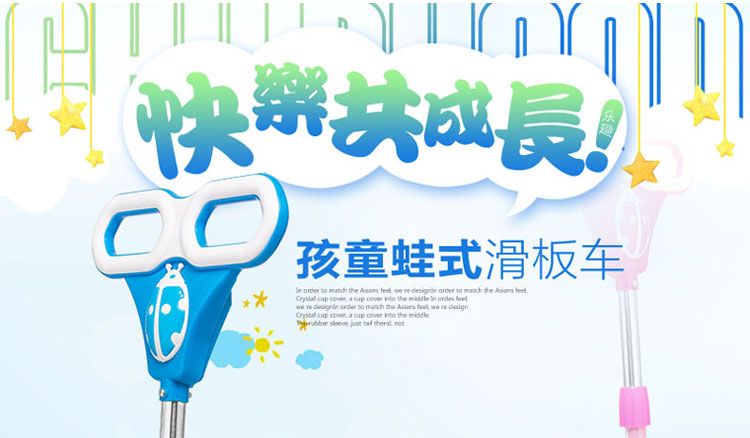 CHILDHOOD
快樂共成長!
乐趣
孩童蛙式滑板车
In order to match the Asians feel, we re designIn order to match the Asians feel,
Crystal cup cover, a cup cover into the middle In ordes feel,
we re designIn order to match the Asians feel, we re design
Crystal cup cover, a cup cover into the middle
The rubber sleeve, just twf thend, not